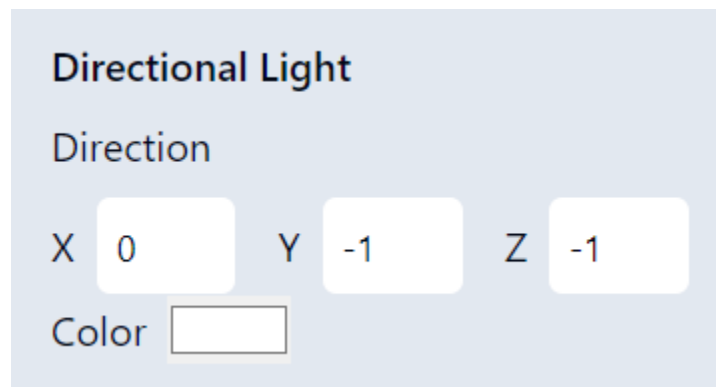 Directional Light
Direction
X 0 Y -1 Z -1
Color